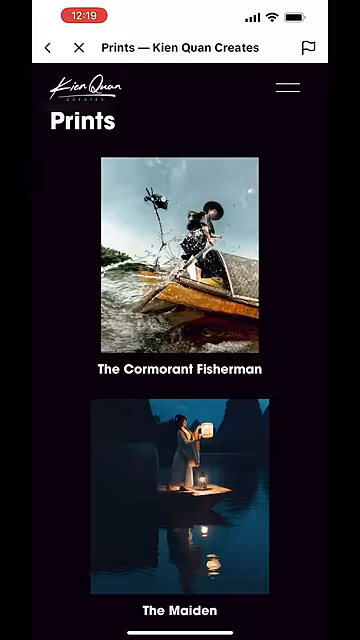 12:19
Prints — Kien Quan Creates
Kien Quan
CREATES
Prints
The Cormorant Fisherman
The Maiden